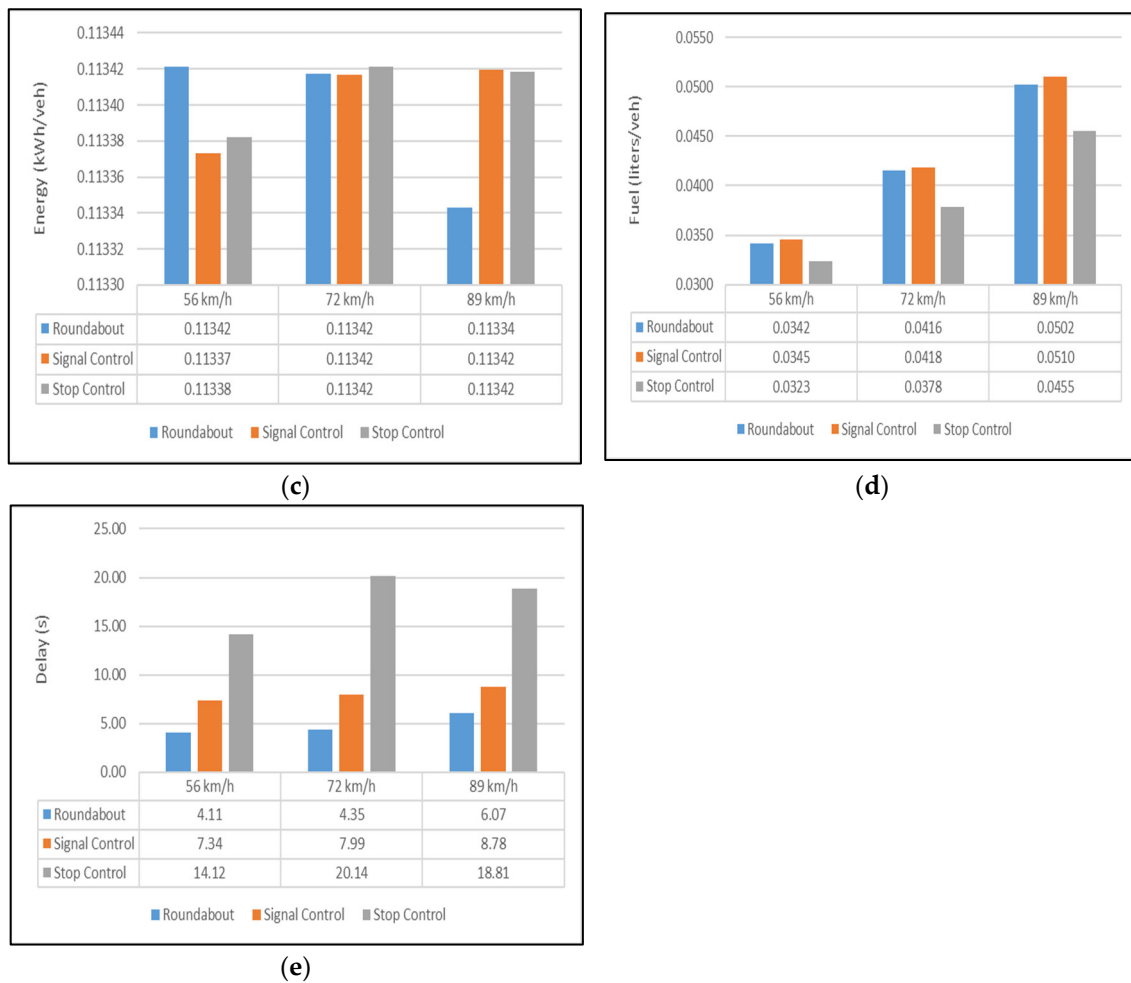 0.11344
0.11342
0.11340
0.11338
0.11336
0.11334
0.11332
0.11330
Energy (kWh/veh)
56 km/h 72 km/h 89 km/h
Roundabout 0.11342 0.11342 0.11334
Signal Control 0.11337 0.11342 0.11342
Stop Control 0.11338 0.11342 0.11342
Roundabout Signal Control Stop Control
(c)
0.0550
0.0500
0.0450
0.0400
0.0350
0.0300
Fuel (liters/veh)
56 km/h 72 km/h 89 km/h
Roundabout 0.0342 0.0416 0.0502
Signal Control 0.0345 0.0418 0.0510
Stop Control 0.0323 0.0378 0.0455
Roundabout Signal Control Stop Control
(d)
25.00
20.00
15.00
10.00
5.00
0.00
Delay (s)
56 km/h 72 km/h 89 km/h
Roundabout 4.11 4.35 6.07
Signal Control 7.34 7.99 8.78
Stop Control 14.12 20.14 18.81
Roundabout Signal Control Stop Control
(e)